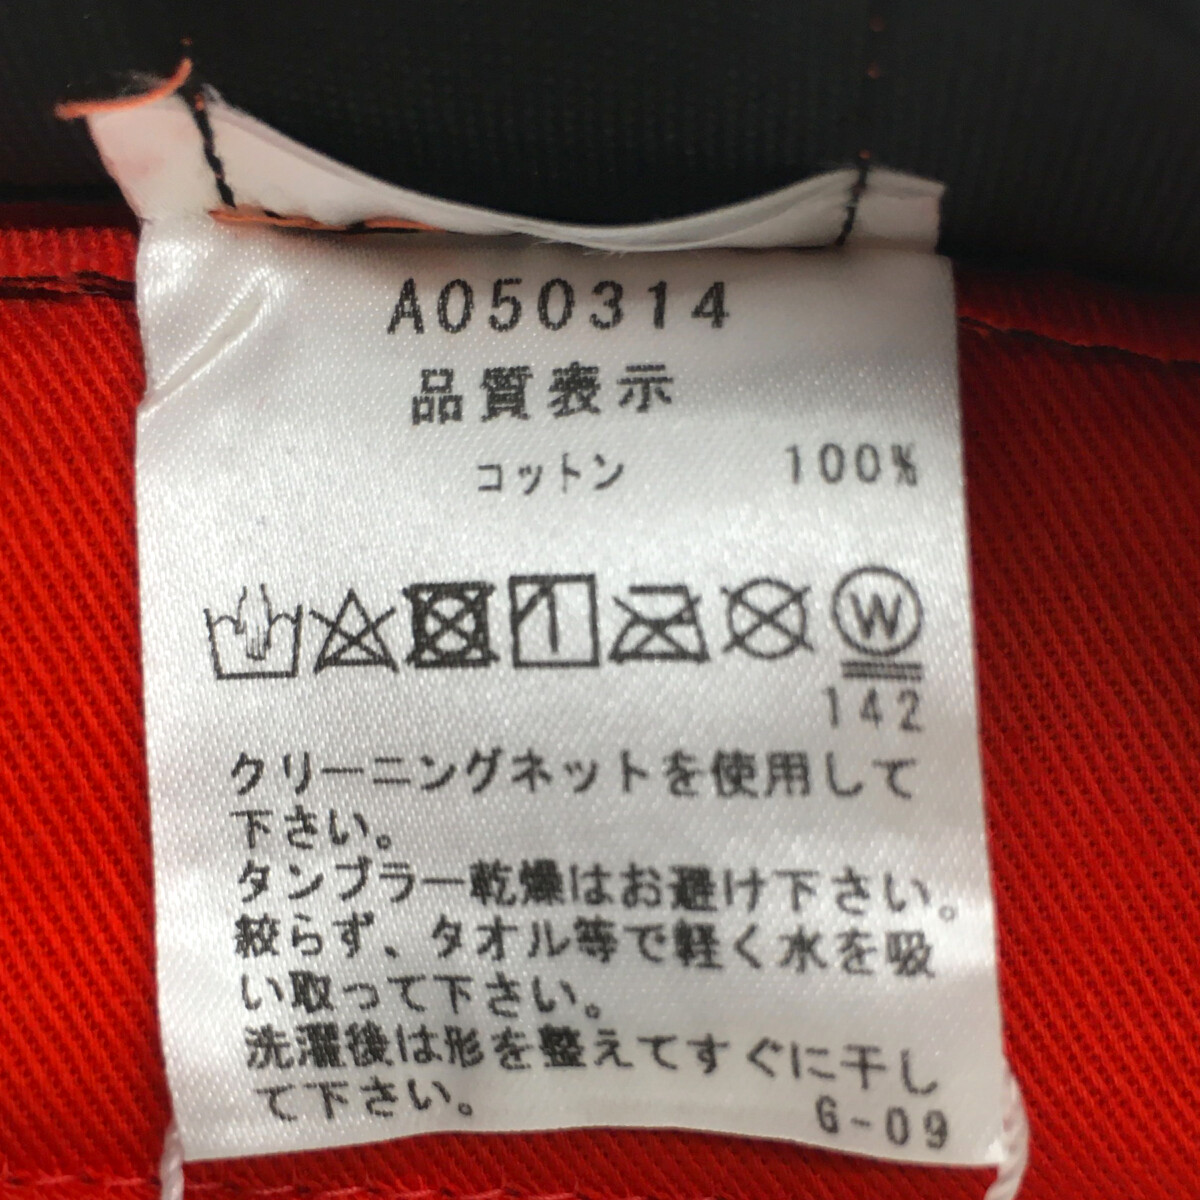 A050314
品質表示
コットン 100%
W
142
クリーニングネットを使用して
下さい。
タンブラー乾燥はお避け下さい。
絞らず、タオル等で軽く水を吸
い取って下さい。
洗濯後は形を整えてすぐに干し
て下さい。
G-09